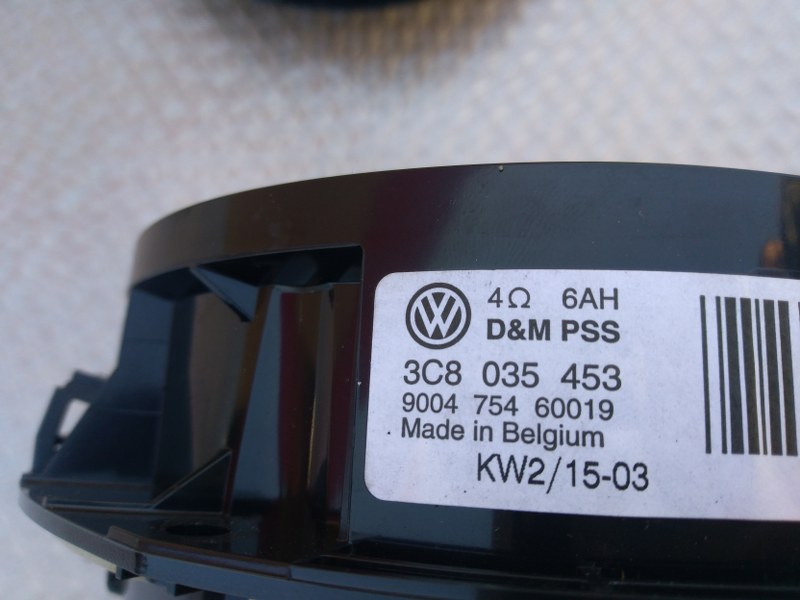 4Ω 6AH
D&M PSS
3C8 035 453
9004 754 60019
Made in Belgium
KW2/15-03